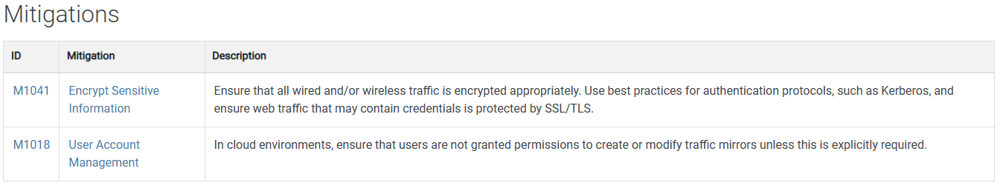 Mitigations
ID Mitigation Description
M1041 Encrypt Sensitive Information Ensure that all wired and/or wireless traffic is encrypted appropriately. Use best practices for authentication protocols, such as Kerberos, and
ensure web traffic that may contain credentials is protected by SSL/TLS.
M1018 User Account Management In cloud environments, ensure that users are not granted permissions to create or modify traffic mirrors unless this is explicitly required.